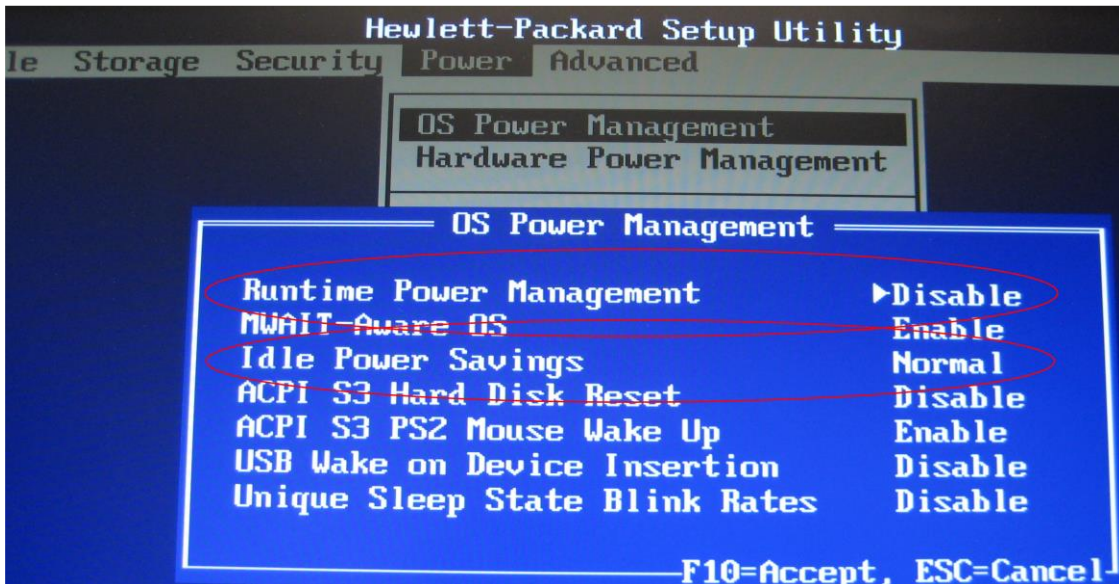 Hewlett-Packard Setup Utility
le Storage Security Power Advanced
OS Power Management
Hardware Power Management
OS Power Management
Runtime Power Management ▶Disable
MWAIT-Aware OS Enable
Idle Power Savings Normal
ACPI S3 Hard Disk Reset Disable
ACPI S3 PS2 Mouse Wake Up Enable
USB Wake on Device Insertion Disable
Unique Sleep State Blink Rates Disable
F10=Accept, ESC=Cancel